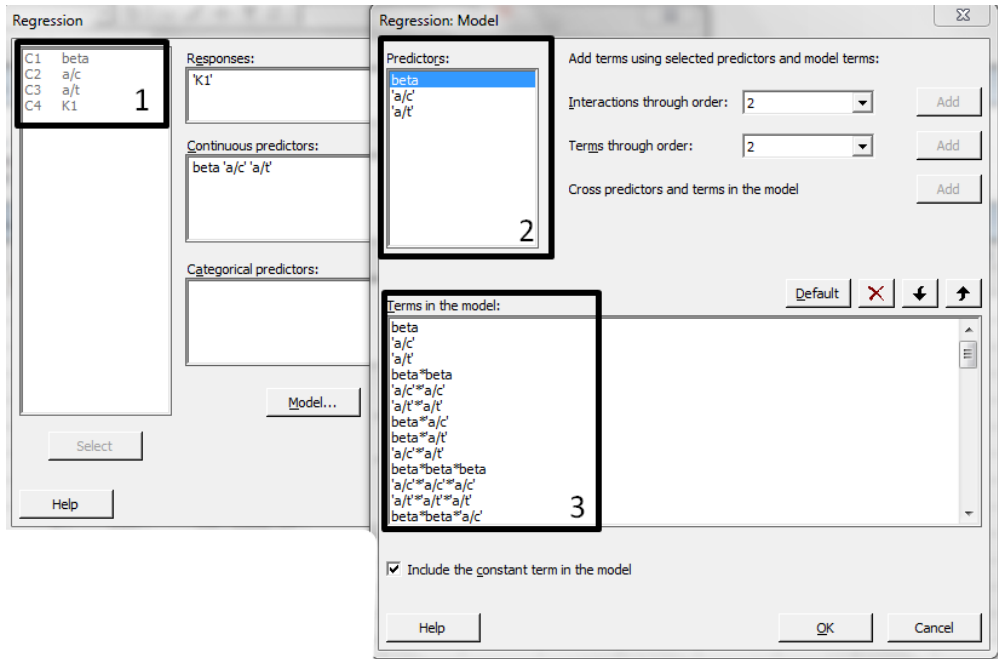 Regression
C1 beta
C2 a/c
C3 a/t
C4 K1
1
Responses:
'K1'
Continuous predictors:
beta 'a/c' 'a/t'
Categorical predictors:
Model...
Select
Help
Regression: Model
Predictors:
beta
'a/c'
'a/t'
2
Add terms using selected predictors and model terms:
Interactions through order: 2 Add
Terms through order: 2 Add
Cross predictors and terms in the model Add
Default
Terms in the model:
beta
'a/c'
'a/t'
beta*beta
'a/c'*'a/c'
'a/t'*'a/t'
beta*'a/c'
beta*'a/t'
'a/c'*'a/t'
beta*beta*beta
'a/c'*'a/c'*'a/c'
'a/t'*'a/t'*'a/t'
beta*beta*'a/c'
3
Include the constant term in the model
Help
OK
Cancel